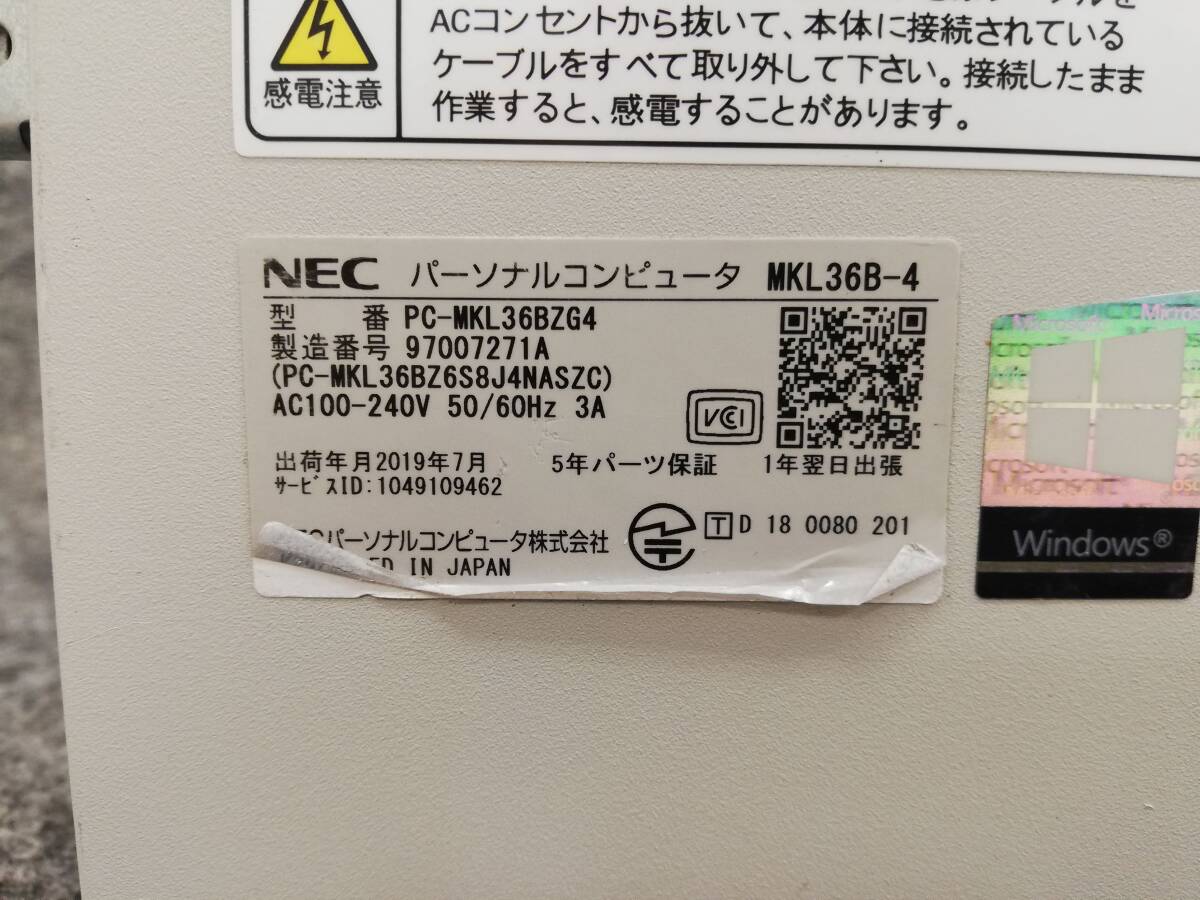 ACコンセントから抜いて、本体に接続されている
ケーブルをすべて取り外して下さい。接続したまま
作業すると、感電することがあります。
感電注意
NEC パーソナルコンピュータ MKL36B-4
型 番 PC-MKL36BZG4
製造番号 97007271A
(PC-MKL36BZ6S8J4NASZC)
AC100-240V 50/60Hz 3A
VCI
出荷年月2019年7月 5年パーツ保証 1年翌日出張
サービスID:1049109462
パーソナルコンピュータ株式会社
T D 18 0080 201
IN JAPAN
Microsoft
Windows®